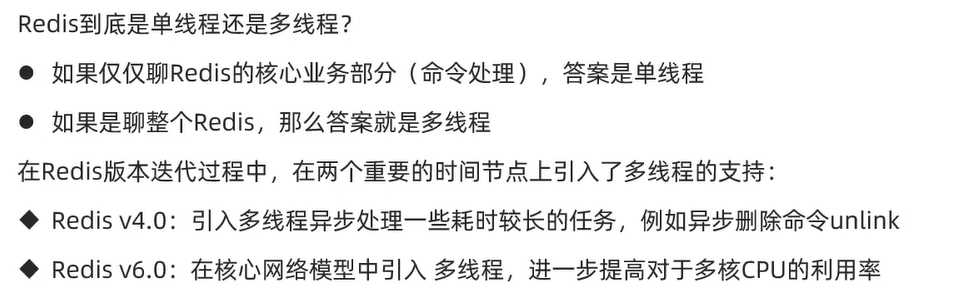 Redis到底是单线程还是多线程？
● 如果仅仅聊Redis的核心业务部分（命令处理），答案是单线程
● 如果是聊整个Redis，那么答案就是多线程
在Redis版本迭代过程中，在两个重要的时间节点上引入了多线程的支持：
◆ Redis v4.0：引入多线程异步处理一些耗时较长的任务，例如异步删除命令unlink
◆ Redis v6.0：在核心网络模型中引入 多线程，进一步提高对于多核CPU的利用率